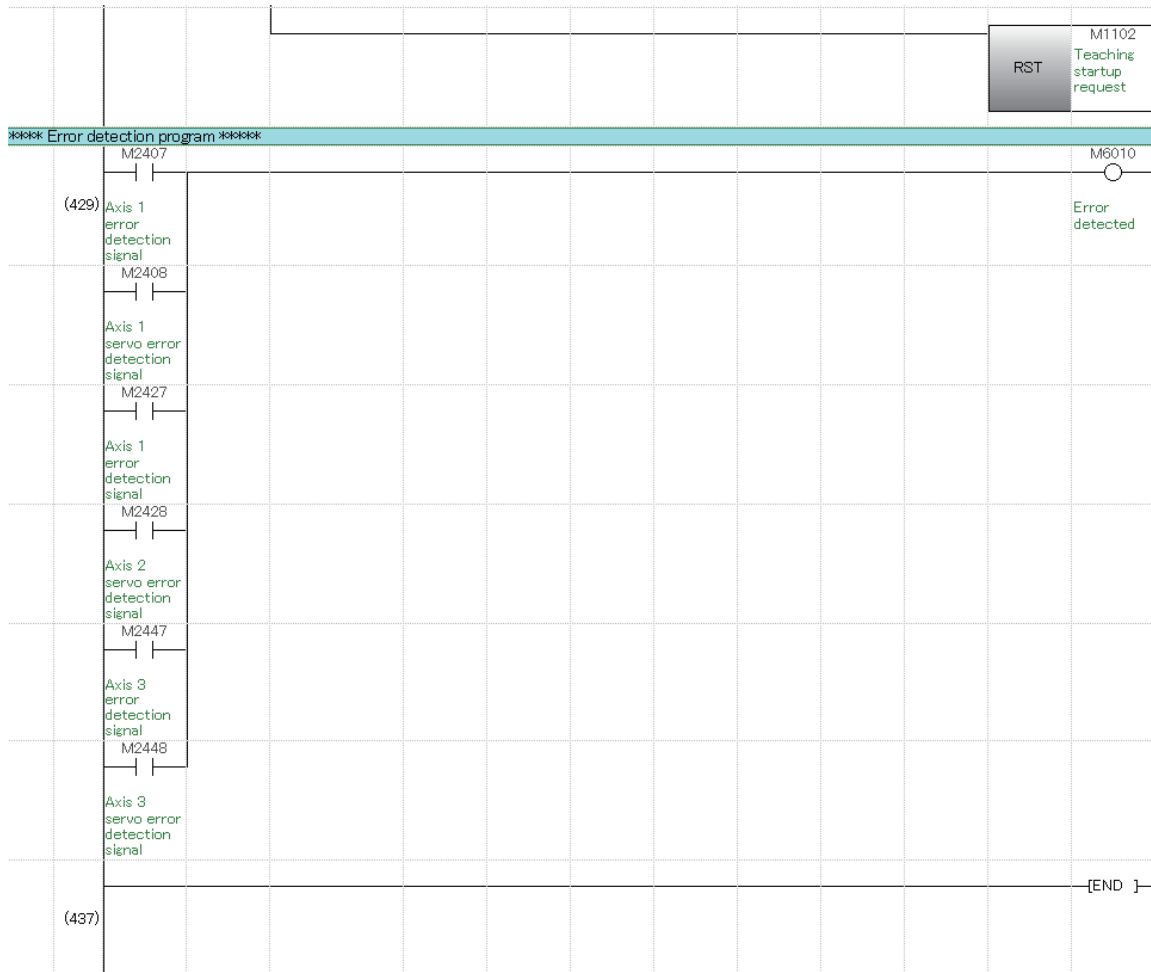 M1102
RST
Teaching
startup
request
***** Error detection program *****
M2407
M6010
(429)
Axis 1
error
detection
signal
Error
detected
M2408
Axis 1
servo error
detection
signal
M2427
Axis 1
error
detection
signal
M2428
Axis 2
servo error
detection
signal
M2447
Axis 3
error
detection
signal
M2448
Axis 3
servo error
detection
signal
[END ]
(437)